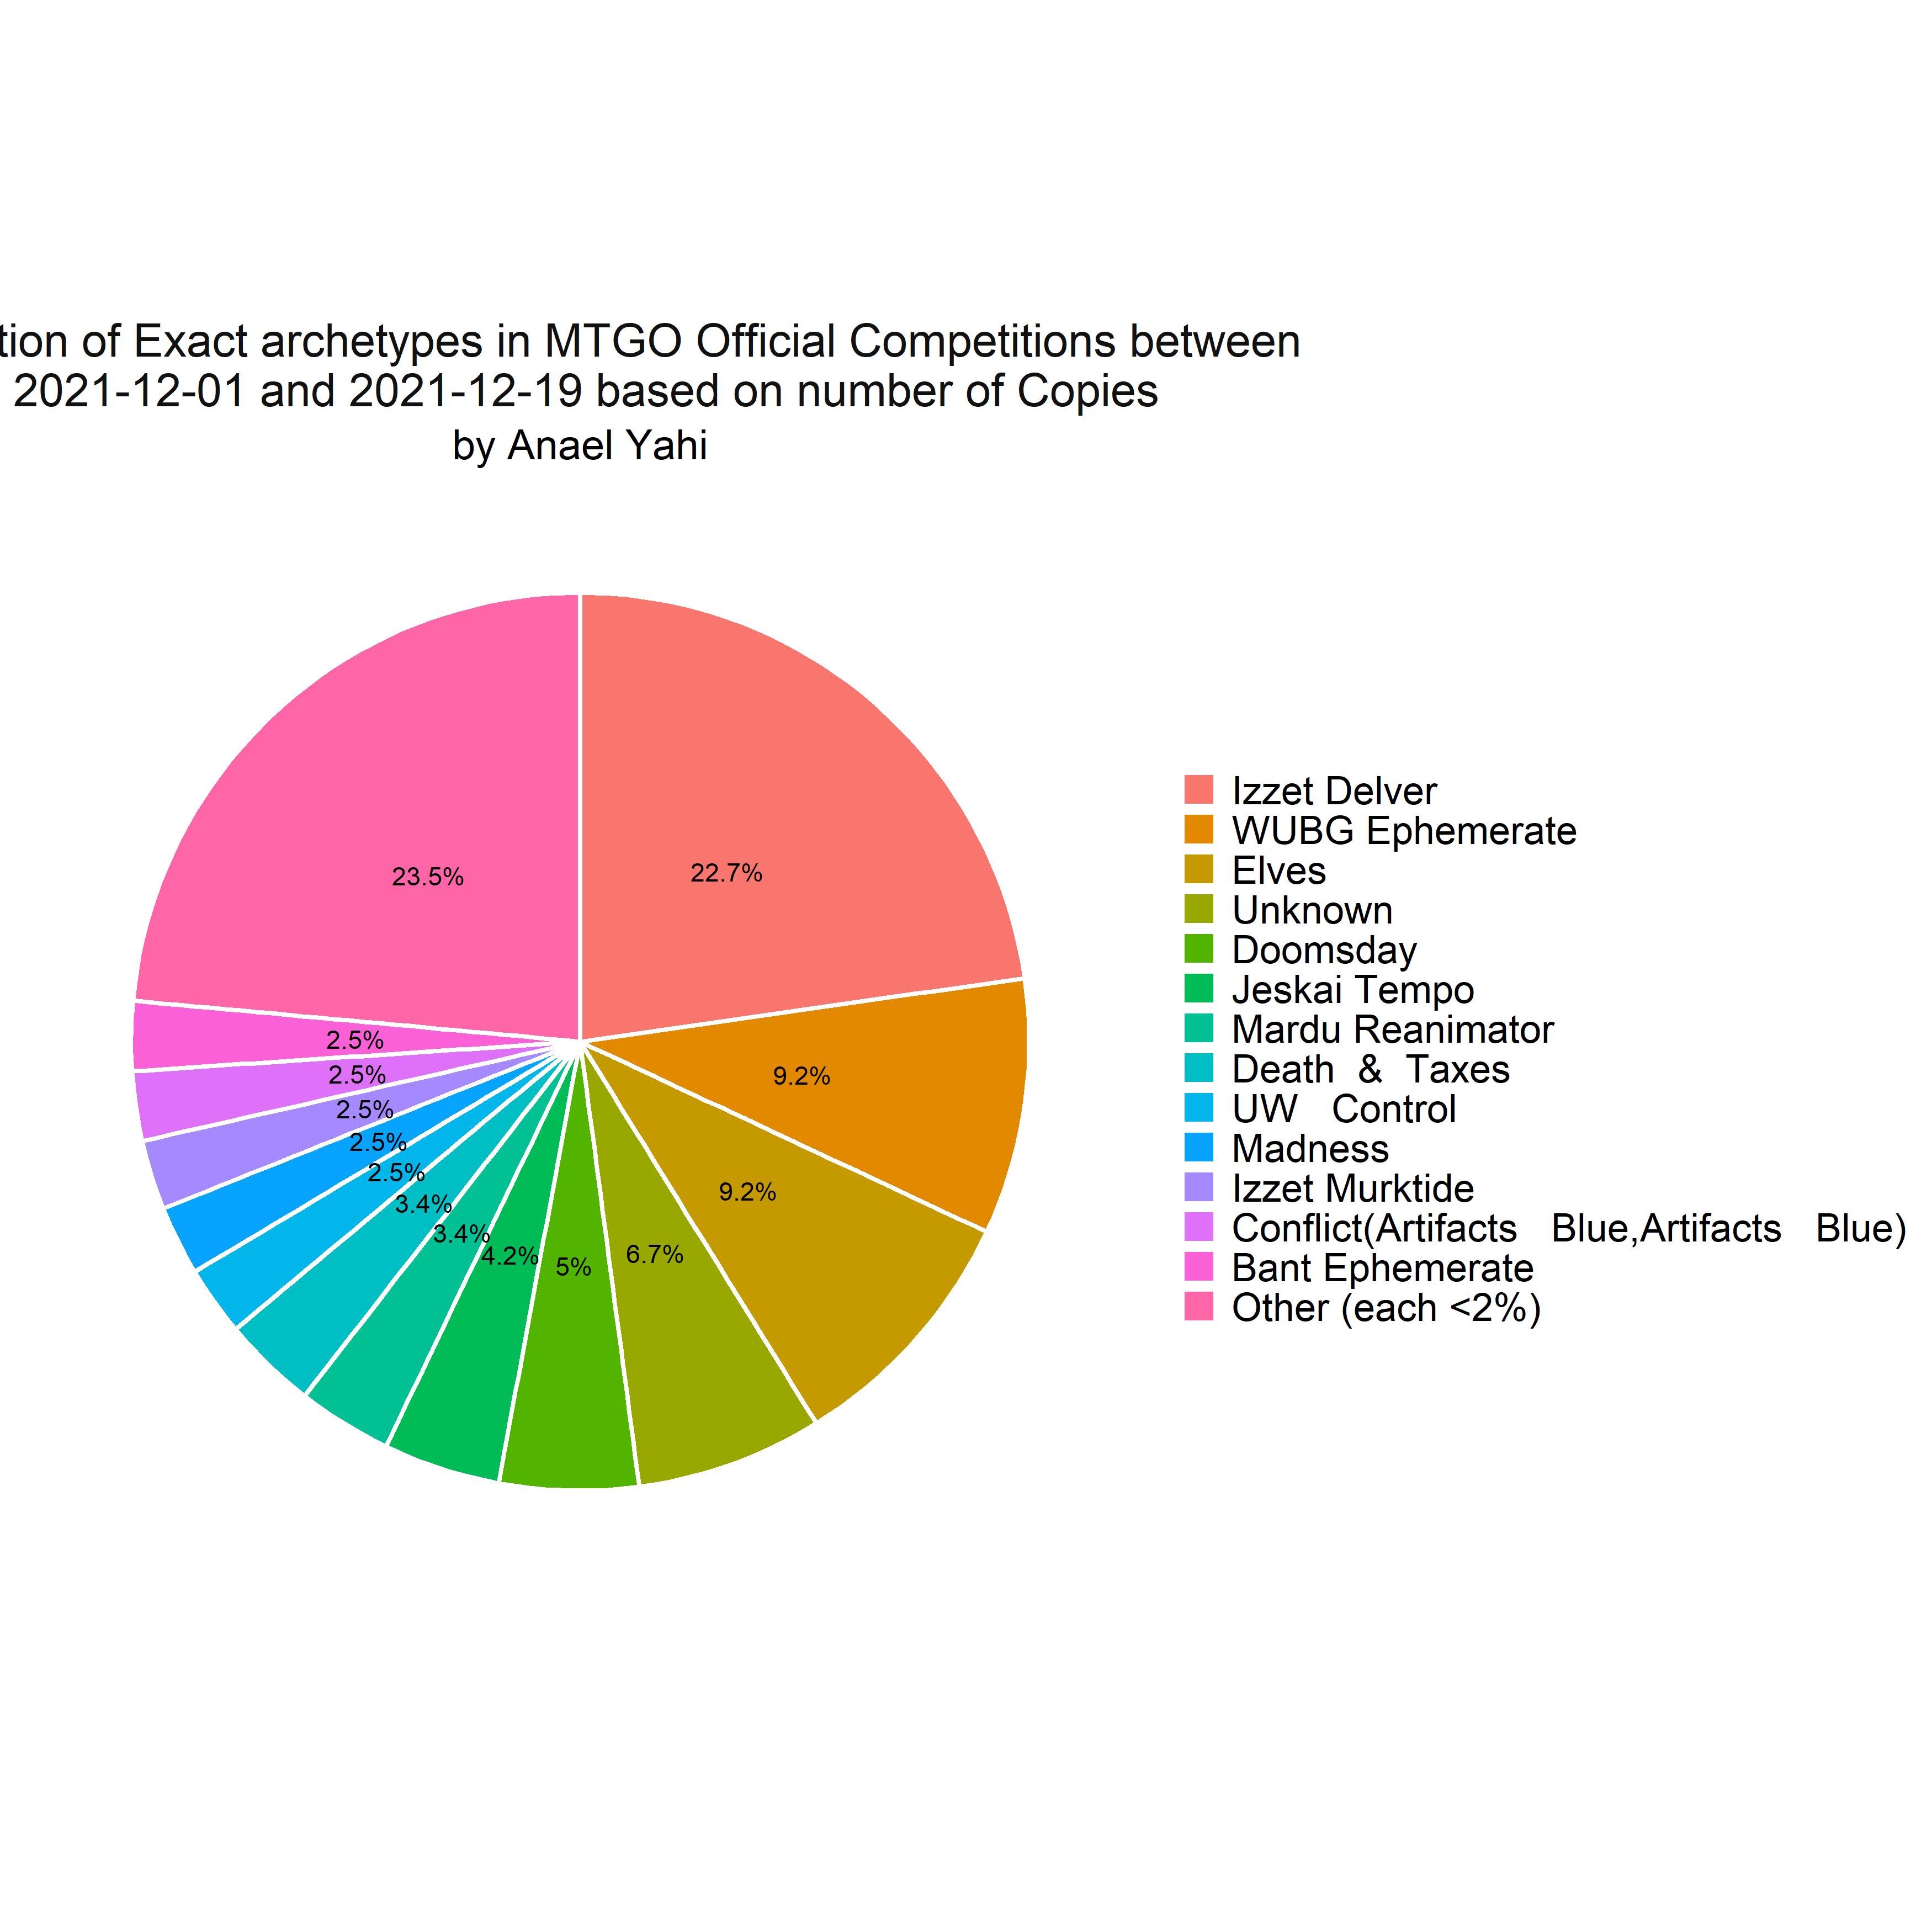 tion of Exact archetypes in MTGO Official Competitions between
2021-12-01 and 2021-12-19 based on number of Copies
by Anael Yahi
23.5%
22.7%
2.5%
9.2%
2.5%
2.5%
2.5%
2.5%
9.2%
3.4%
3.4%
4.2%
5%
6.7%
Izzet Delver
WUBG Ephemerate
Elves
Unknown
Doomsday
Jeskai Tempo
Mardu Reanimator
Death & Taxes
UW Control
Madness
Izzet Murktide
Conflict(Artifacts Blue,Artifacts Blue)
Bant Ephemerate
Other (each <2%)